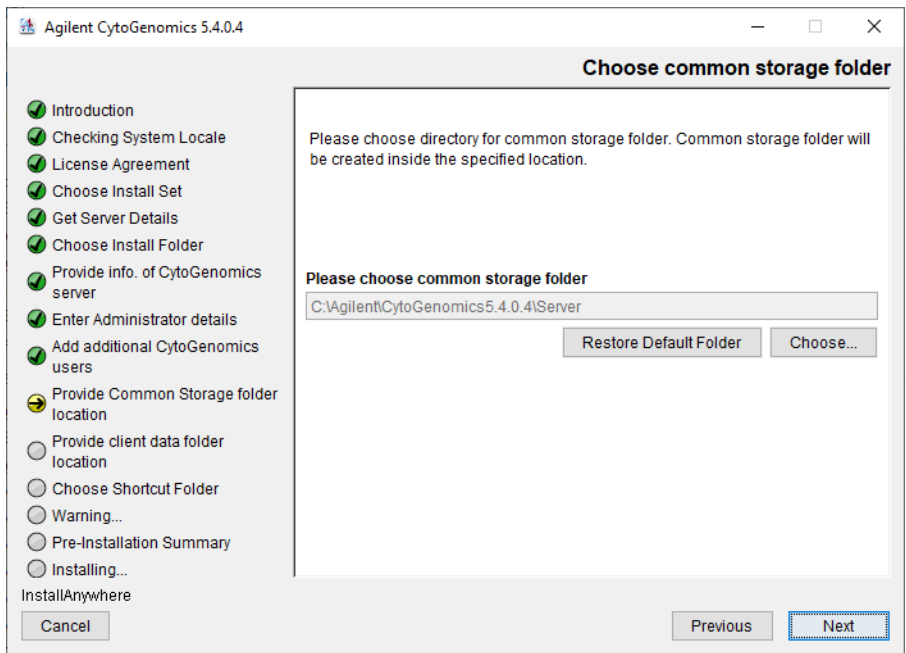 Agilent CytoGenomics 5.4.0.4
Choose common storage folder
Introduction
Checking System Locale
License Agreement
Choose Install Set
Get Server Details
Choose Install Folder
Provide info. of CytoGenomics
server
Enter Administrator details
Add additional CytoGenomics
users
Provide Common Storage folder
location
Provide client data folder
location
Choose Shortcut Folder
Warning...
Pre-Installation Summary
Installing...
Please choose directory for common storage folder. Common storage folder will
be created inside the specified location.
Please choose common storage folder
C:\Agilent\CytoGenomics5.4.0.4\Server
Restore Default Folder
Choose...
InstallAnywhere
Cancel
Previous
Next